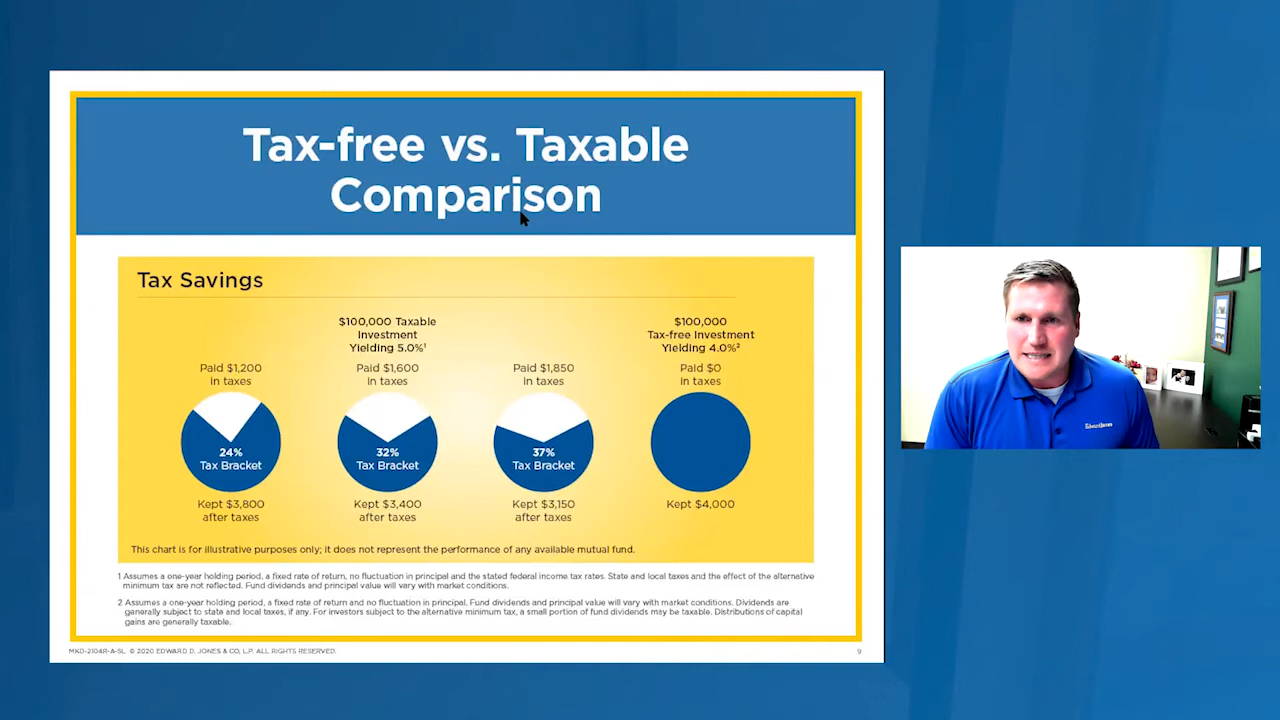 Tax-free vs. Taxable
Comparison
Tax Savings
$100,000 Taxable
Investment
Yielding 5.0%¹
$100,000
Tax-free Investment
Yielding 4.0%²
Paid $1,200
in taxes
Paid $1,600
in taxes
Paid $1,850
in taxes
Paid $0
in taxes
24%
Tax Bracket
32%
Tax Bracket
37%
Tax Bracket
Kept $3,800
after taxes
Kept $3,400
after taxes
Kept $3,150
after taxes
Kept $4,000
This chart is for illustrative purposes only; it does not represent the performance of any available mutual fund.
1 Assumes a one-year holding period, a fixed rate of return, no fluctuation in principal and the stated federal income tax rates. State and local taxes and the effect of the alternative
minimum tax are not reflected. Fund dividends and principal value will vary with market conditions.
2 Assumes a one-year holding period, a fixed rate of return and no fluctuation in principal. Fund dividends and principal value will vary with market conditions. Dividends are
generally subject to state and local taxes, if any. For investors subject to the alternative minimum tax, a small portion of fund dividends may be taxable. Distributions of capital
gains are generally taxable.
MKD-2104R-A-SL © 2020 EDWARD D. JONES & CO, L.P. ALL RIGHTS RESERVED.
9
Edward Jones